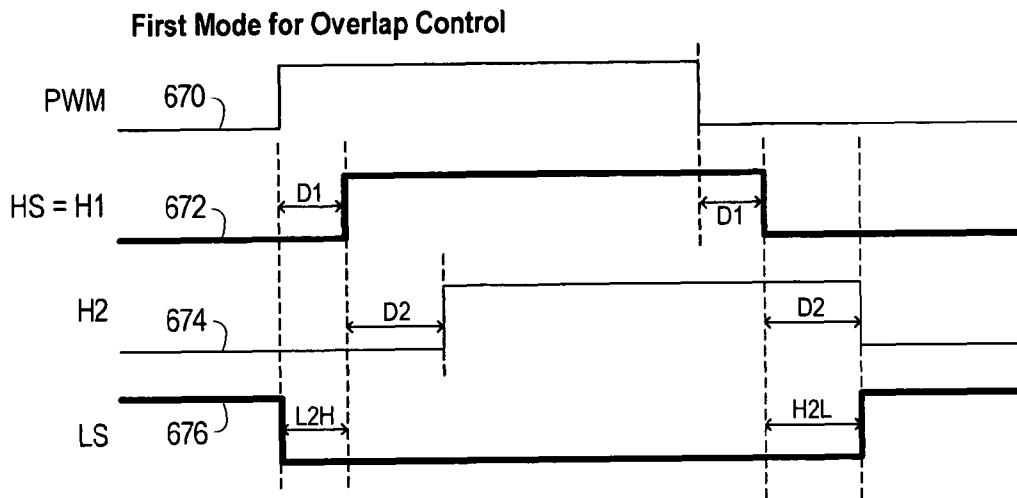 First Mode for Overlap Control
PWM 670
HS = H1 672 D1 D1
H2 674 D2 D2
LS 676 L2H H2L